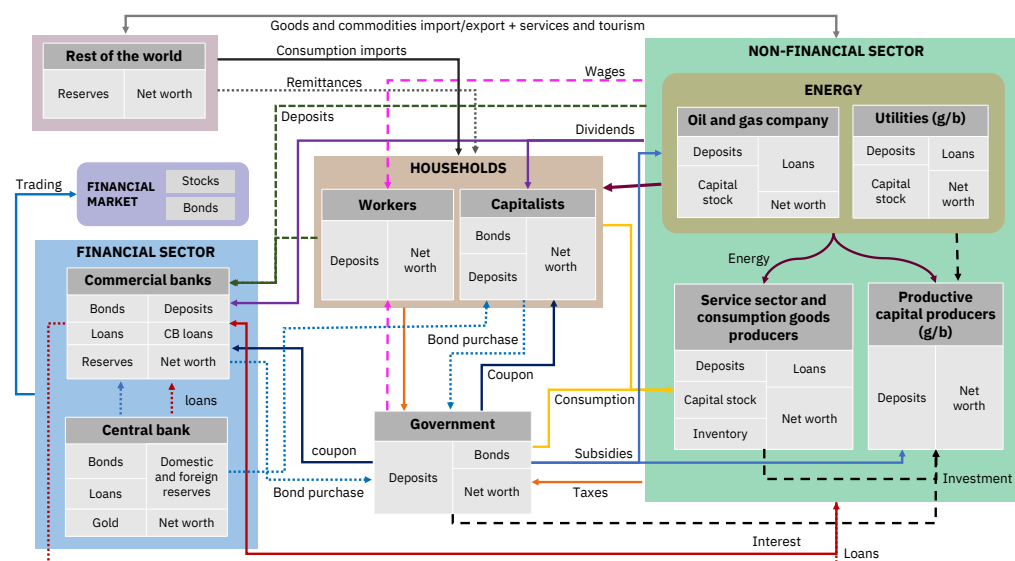 Goods and commodities import/export + services and tourism
Rest of the world
Reserves
Net worth
Consumption imports
Remittances
Deposits
Wages
Dividends
NON-FINANCIAL SECTOR
ENERGY
Oil and gas company
Deposits
Loans
Capital
stock
Net worth
Utilities (g/b)
Deposits
Loans
Capital
stock
Net
worth
Trading
FINANCIAL
MARKET
Stocks
Bonds
HOUSEHOLDS
Workers
Deposits
Net
worth
Capitalists
Bonds
Deposits
Net
worth
FINANCIAL SECTOR
Commercial banks
Bonds
Deposits
Loans
CB loans
Reserves
Net worth
loans
Central bank
Bonds
Domestic
and foreign
reserves
Loans
Gold
Net worth
Energy
Service sector and
consumption goods
producers
Deposits
Loans
Capital stock
Net worth
Inventory
Productive
capital producers
(g/b)
Deposits
Net
worth
Bond purchase
Coupon
Consumption
Government
Deposits
Bonds
Net worth
coupon
Bond purchase
Subsidies
Taxes
Investment
Interest
Loans